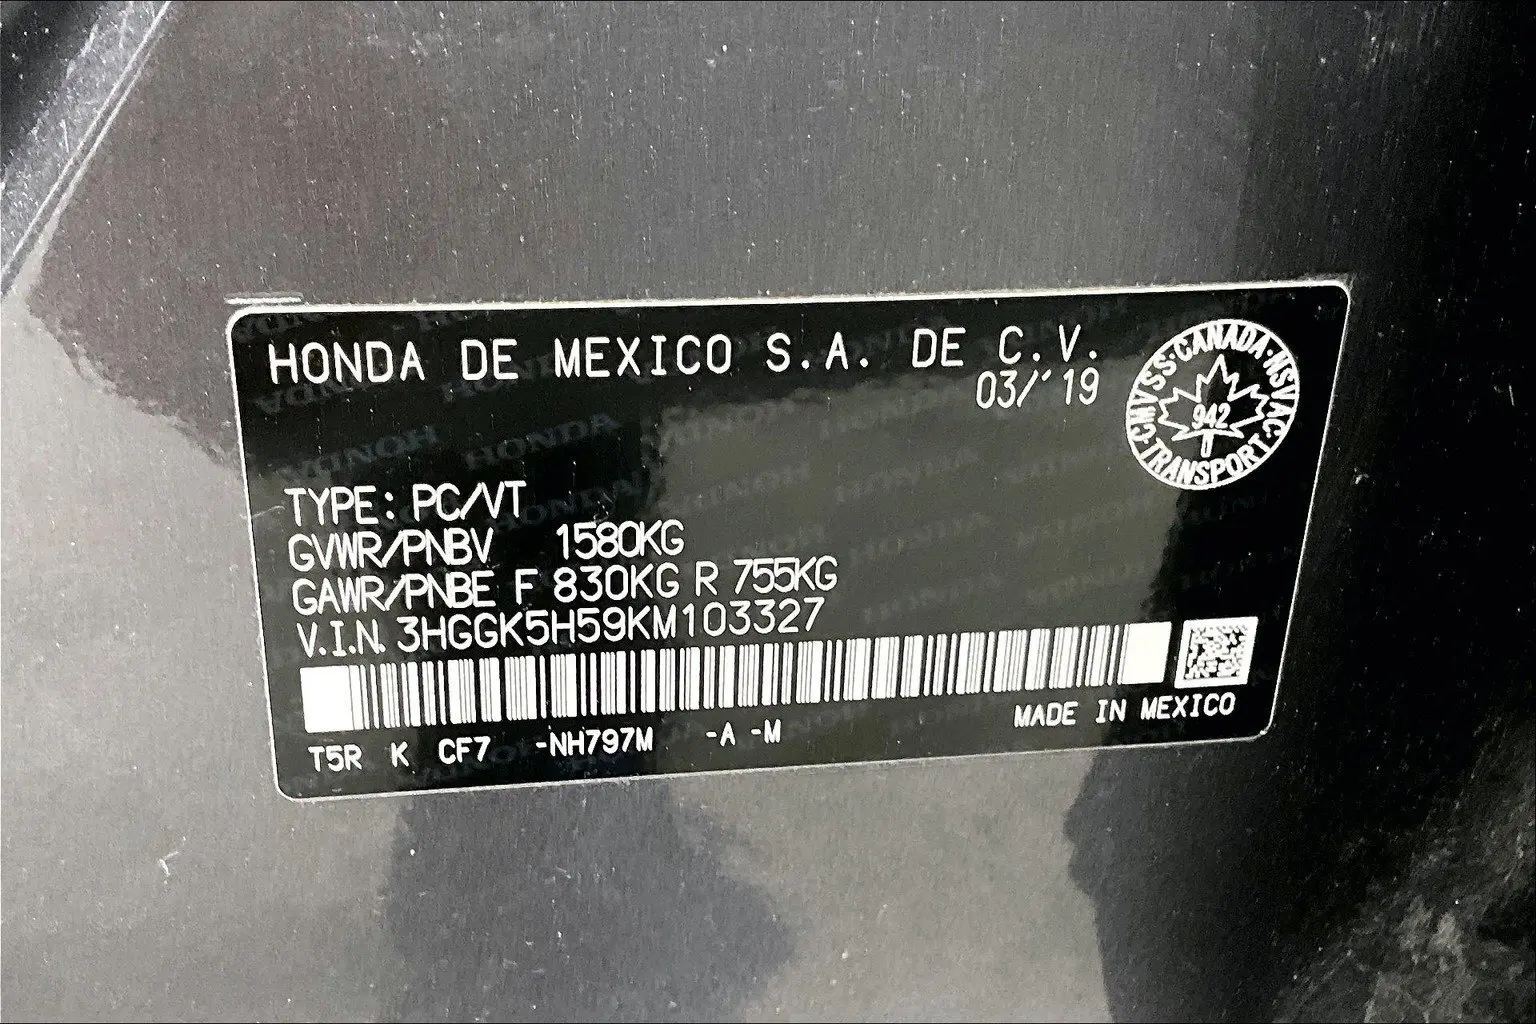 HONDA DE MEXICO S.A. DE C.V.
03/'19
CMVSS·CANADA·NSVAC·TRANSPORT
942
TYPE: PC/VT
GVWR/PNBV 1580KG
GAWR/PNBE F 830KG R 755KG
V.I.N. 3HGGK5H59KM103327
T5R K CF7 -NH797M -A -M
MADE IN MEXICO